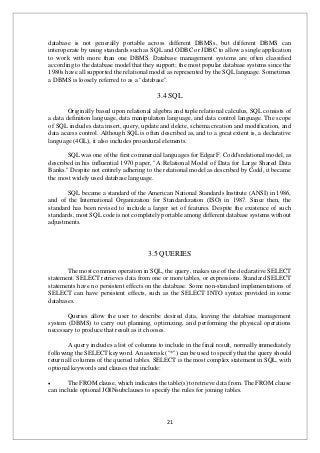 database is not generally portable across different DBMSs, but different DBMS can
interoperate by using standards such as SQL and ODBC or JDBC to allow a single application
to work with more than one DBMS. Database management systems are often classified
according to the database model that they support; the most popular database systems since the
1980s have all supported the relational model as represented by the SQL language. Sometimes
a DBMS is loosely referred to as a "database".
3.4 SQL
Originally based upon relational algebra and tuple relational calculus, SQL consists of
a data definition language, data manipulation language, and data control language. The scope
of SQL includes data insert, query, update and delete, schema creation and modification, and
data access control. Although SQL is often described as, and to a great extent is, a declarative
language (4GL), it also includes procedural elements.
SQL was one of the first commercial languages for Edgar F. Codd's relational model, as
described in his influential 1970 paper, "A Relational Model of Data for Large Shared Data
Banks." Despite not entirely adhering to the relational model as described by Codd, it became
the most widely used database language.
SQL became a standard of the American National Standards Institute (ANSI) in 1986,
and of the International Organization for Standardization (ISO) in 1987. Since then, the
standard has been revised to include a larger set of features. Despite the existence of such
standards, most SQL code is not completely portable among different database systems without
adjustments.
3.5 QUERIES
The most common operation in SQL, the query, makes use of the declarative SELECT
statement. SELECT retrieves data from one or more tables, or expressions. Standard SELECT
statements have no persistent effects on the database. Some non-standard implementations of
SELECT can have persistent effects, such as the SELECT INTO syntax provided in some
databases.
Queries allow the user to describe desired data, leaving the database management
system (DBMS) to carry out planning, optimizing, and performing the physical operations
necessary to produce that result as it chooses.
A query includes a list of columns to include in the final result, normally immediately
following the SELECT keyword. An asterisk ("*") can be used to specify that the query should
return all columns of the queried tables. SELECT is the most complex statement in SQL, with
optional keywords and clauses that include:
• The FROM clause, which indicates the table(s) to retrieve data from. The FROM clause
can include optional JOINsubclauses to specify the rules for joining tables.
21